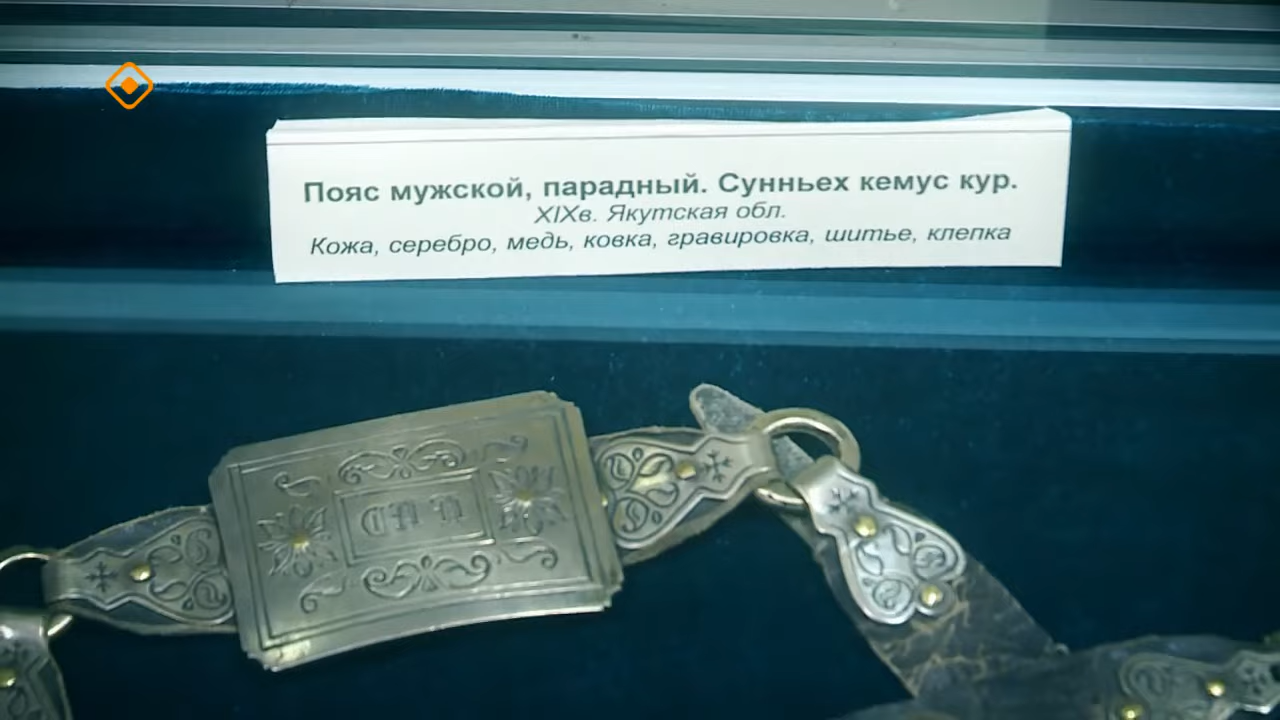 Пояс мужской, парадный. Сунньех кемус кур.
XIXв. Якутская обл.
Кожа, серебро, медь, ковка, гравировка, шитье, клепка